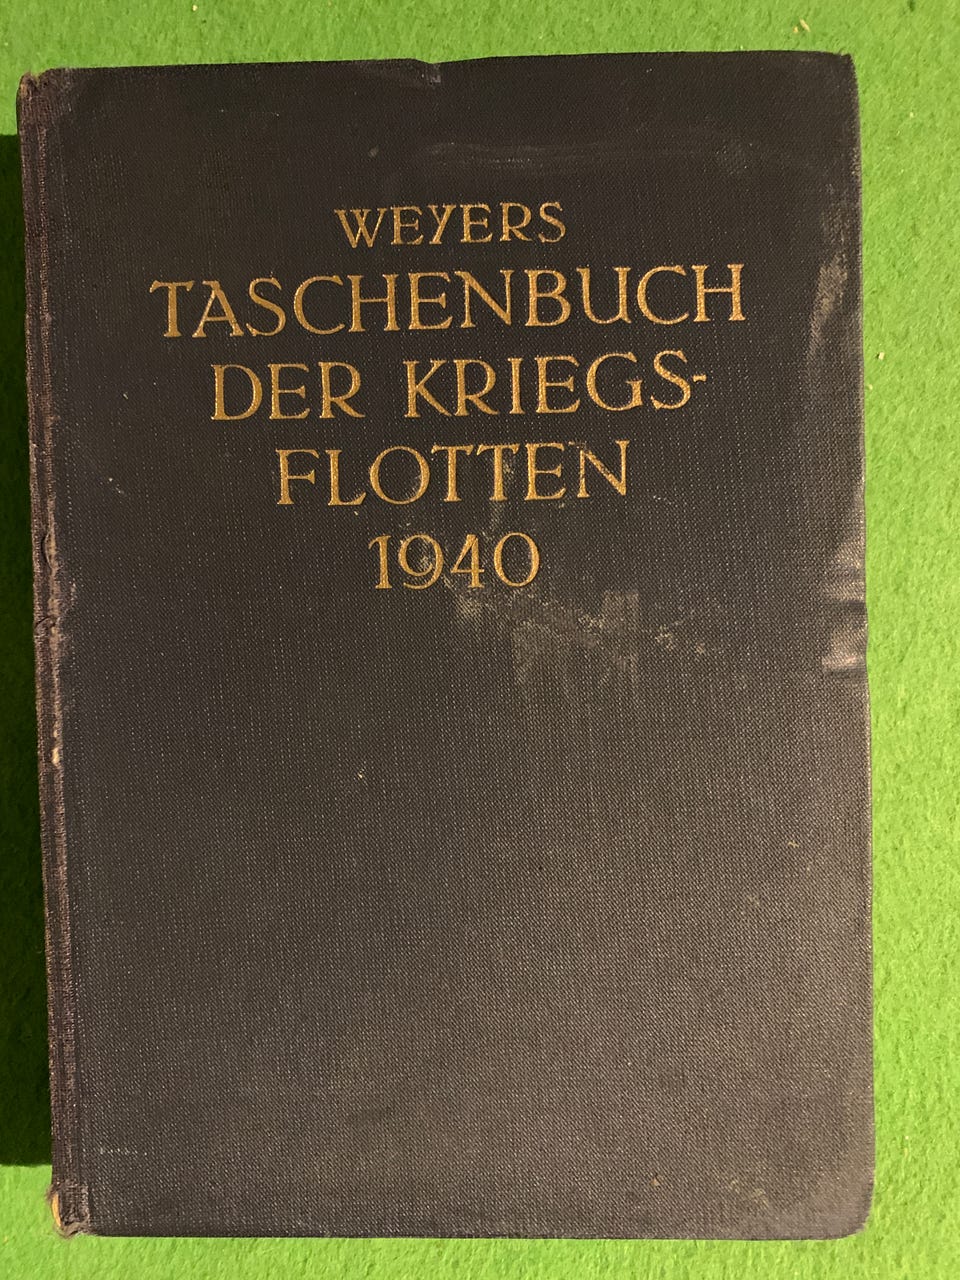 WEYERS
TASCHENBUCH
DER KRIEGS-
FLOTTEN
1940